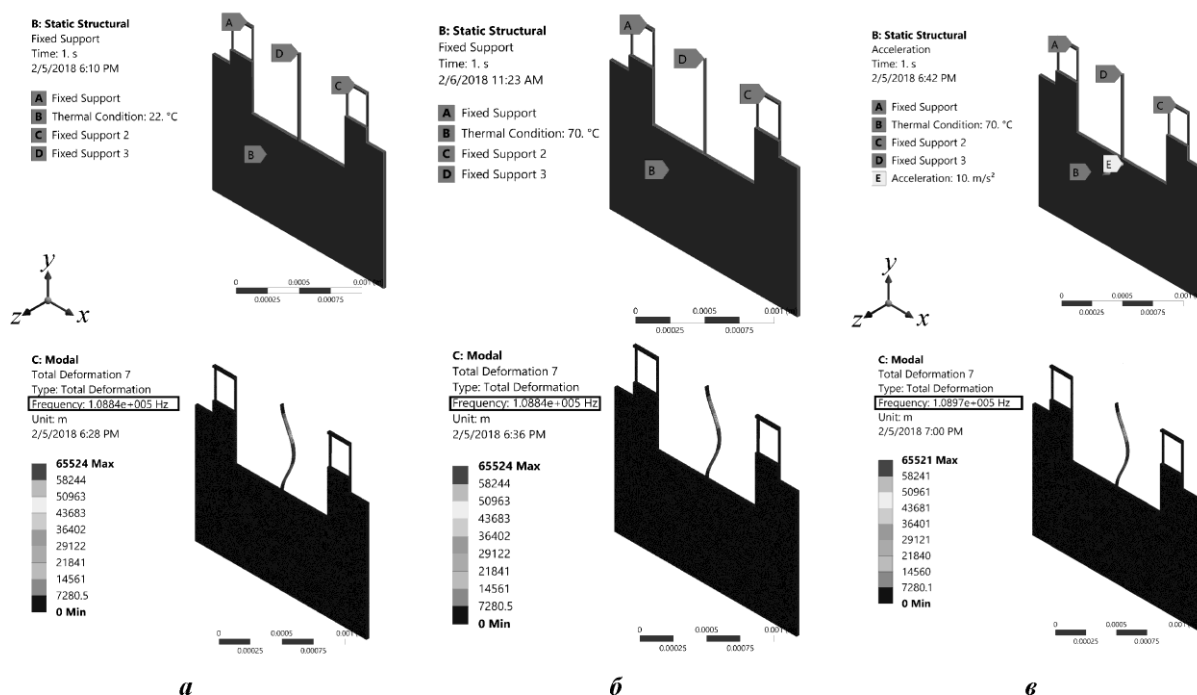 B: Static Structural
Fixed Support
Time: 1. s
2/5/2018 6:10 PM
A Fixed Support
B Thermal Condition: 22. °C
C Fixed Support 2
D Fixed Support 3
A
D
C
B
y
z
x
0
0.0005
0.00025
0.00075
B: Static Structural
Fixed Support
Time: 1. s
2/6/2018 11:23 AM
A Fixed Support
B Thermal Condition: 70. °C
C Fixed Support 2
D Fixed Support 3
A
D
C
B
0
0.0005
0.001
0.00025
0.00075
B: Static Structural
Acceleration
Time: 1. s
2/5/2018 6:42 PM
A Fixed Support
B Thermal Condition: 70. °C
C Fixed Support 2
D Fixed Support 3
E Acceleration: 10. m/s²
A
D
C
B
E
y
z
x
0
0.0005
0.001
0.00025
0.00075
C: Modal
Total Deformation 7
Type: Total Deformation
Frequency: 1.0884e+005 Hz
Unit: m
2/5/2018 6:28 PM
65524 Max
58244
50963
43683
36402
29122
21841
14561
7280.5
0 Min
0
0.0005
0.001
0.00025
0.00075
C: Modal
Total Deformation 7
Type: Total Deformation
Frequency: 1.0884e+005 Hz
Unit: m
2/5/2018 6:36 PM
65524 Max
58244
50963
43683
36402
29122
21841
14561
7280.5
0 Min
0
0.0005
0.001
0.00025
0.00075
C: Modal
Total Deformation 7
Type: Total Deformation
Frequency: 1.0897e+005 Hz
Unit: m
2/5/2018 7:00 PM
65521 Max
58241
50961
43681
36401
29121
21840
14560
7280.1
0 Min
0
0.0005
0.001
0.00025
0.00075
а
б
в